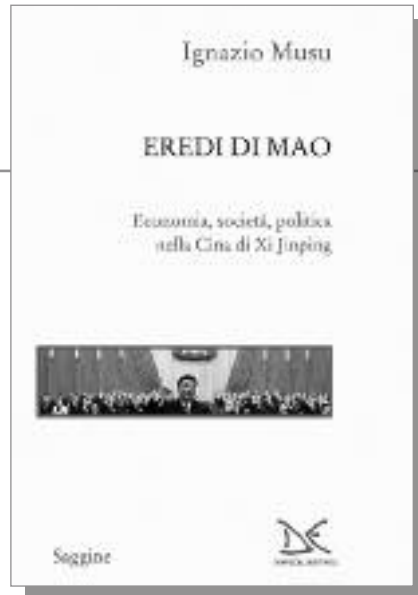 Ignazio Musu
EREDI DI MAO
Economia, società, politica
nella Cina di Xi Jinping
Saggine